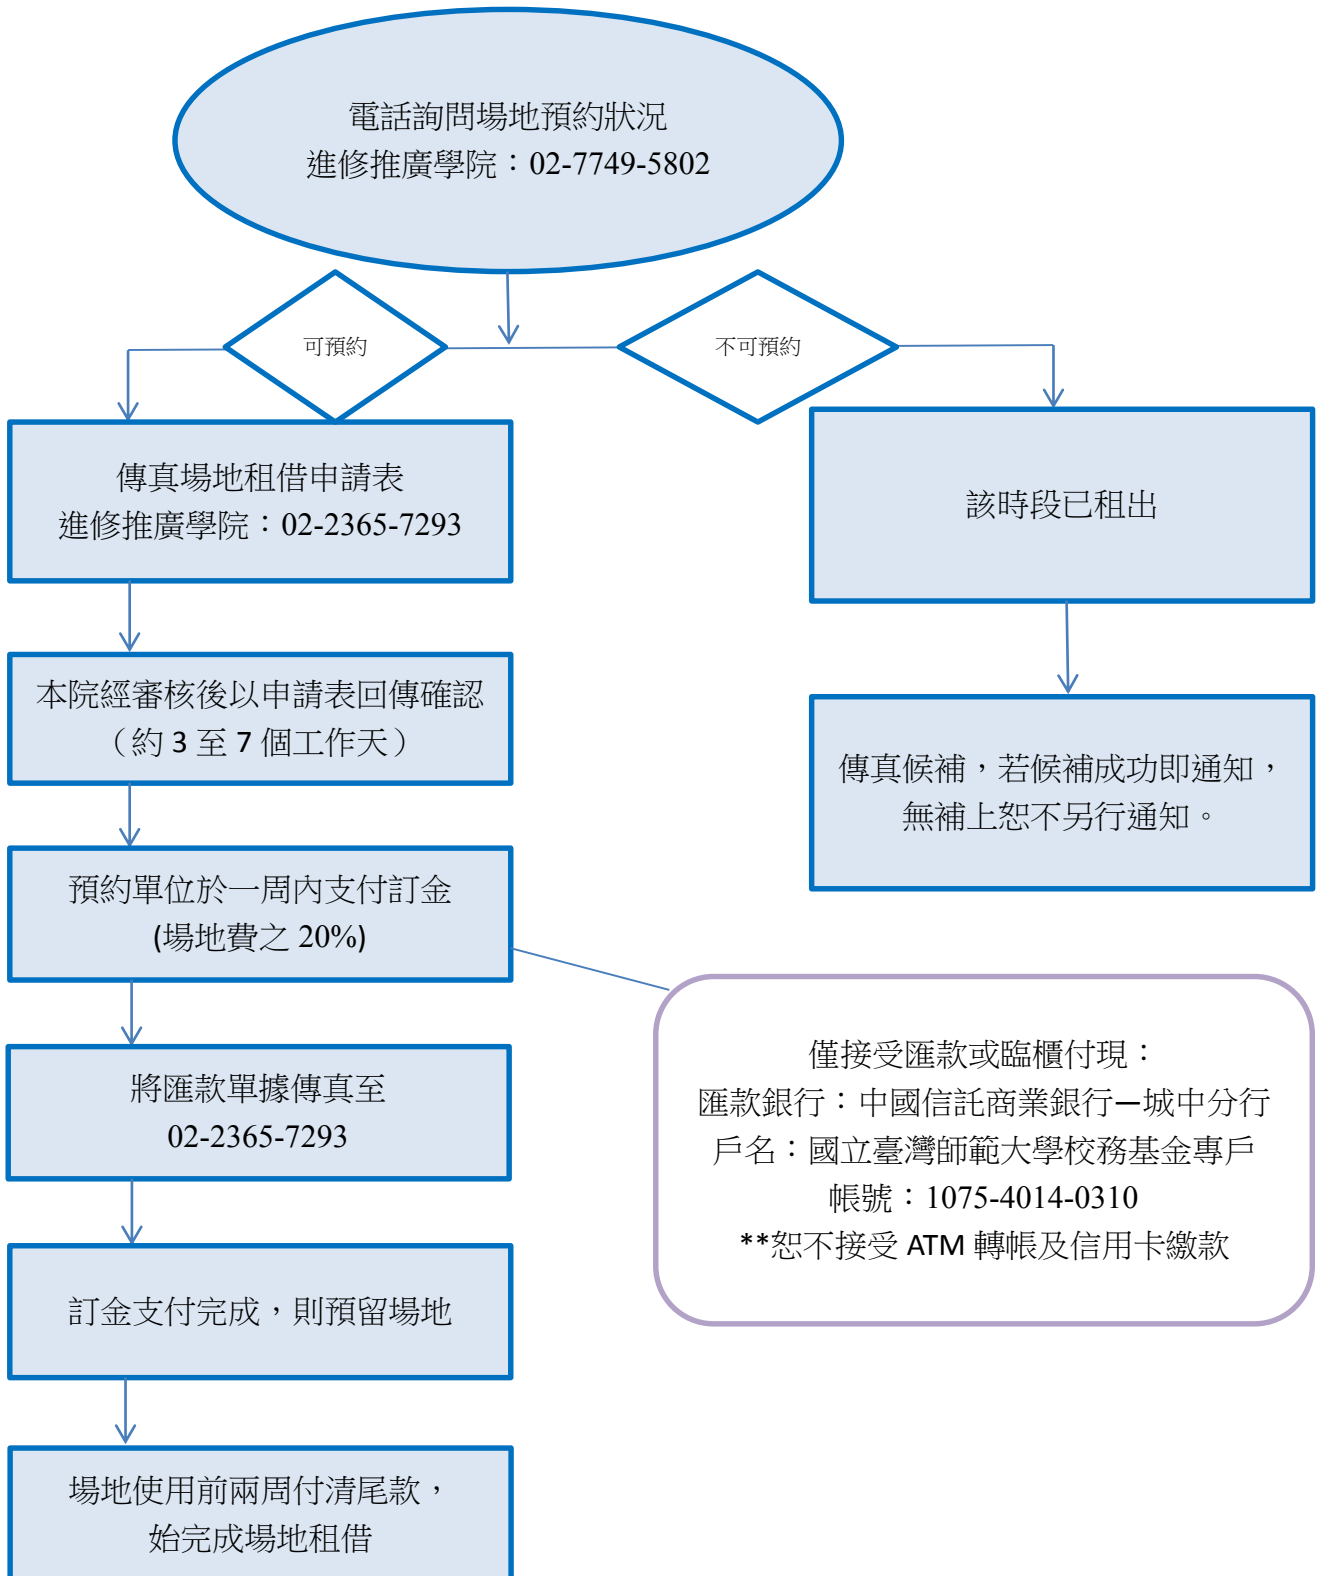 電話詢問場地預約狀況
進修推廣學院：02-7749-5802
可預約
不可預約
傳真場地租借申請表
進修推廣學院：02-2365-7293
該時段已租出
本院經審核後以申請表回傳確認
（約 3 至 7 個工作天）
傳真候補，若候補成功即通知，
無補上恕不另行通知。
預約單位於一周內支付訂金
(場地費之 20%)
僅接受匯款或臨櫃付現：
匯款銀行：中國信託商業銀行—城中分行
戶名：國立臺灣師範大學校務基金專戶
帳號：1075-4014-0310
**恕不接受 ATM 轉帳及信用卡繳款
將匯款單據傳真至
02-2365-7293
訂金支付完成，則預留場地
場地使用前兩周付清尾款，
始完成場地租借